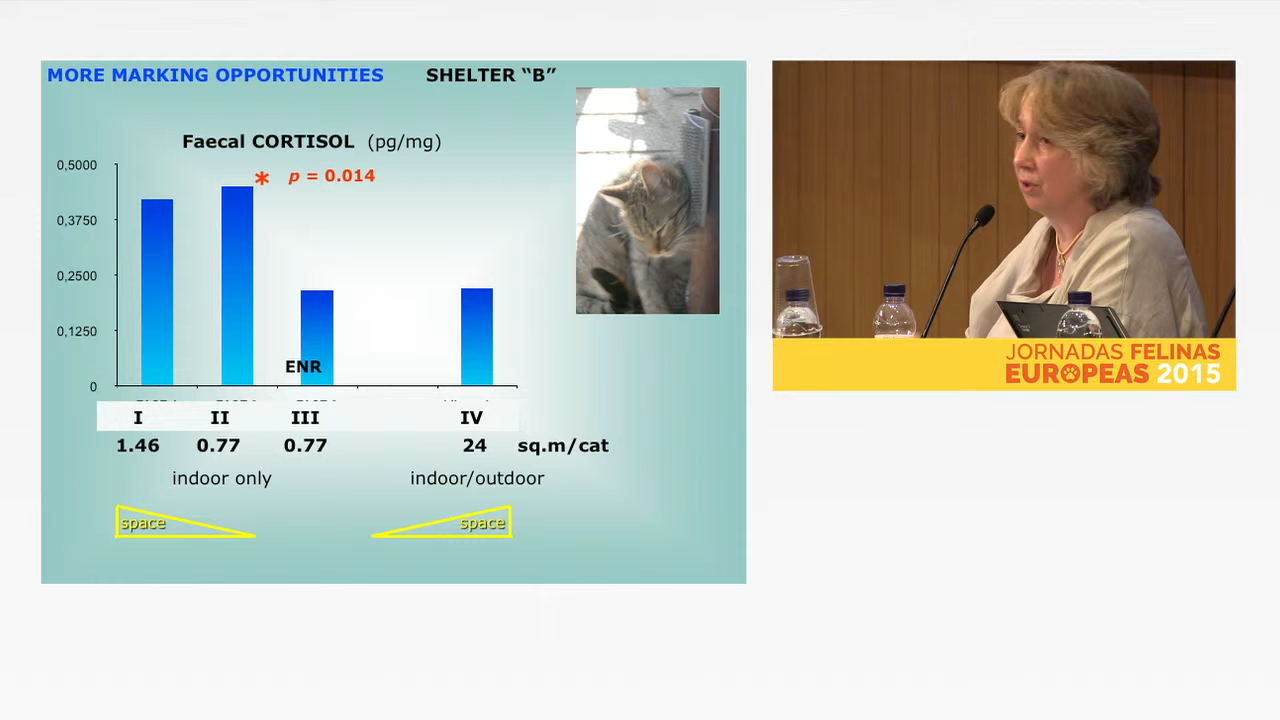 MORE MARKING OPPORTUNITIES SHELTER “B”
Faecal CORTISOL (pg/mg)
0,5000
* p = 0.014
0,3750
0,2500
0,1250
ENR
0
I II III IV
1.46 0.77 0.77 24 sq.m/cat
indoor only indoor/outdoor
space space
JORNADAS FELINAS
EUROPEAS 2015